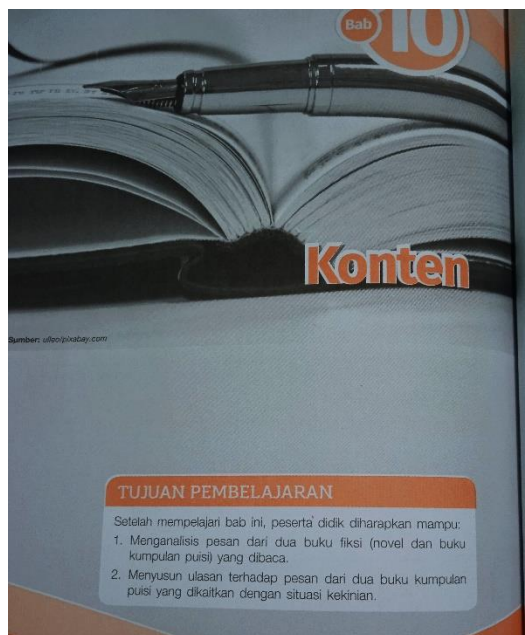 Bab 10
Konten
Sumber: ulleo/pixabay.com
TUJUAN PEMBELAJARAN
Setelah mempelajari bab ini, peserta didik diharapkan mampu:
1. Menganalisis pesan dari dua buku fiksi (novel dan buku
kumpulan puisi) yang dibaca.
2. Menyusun ulasan terhadap pesan dari dua buku kumpulan
puisi yang dikaitkan dengan situasi kekinian.